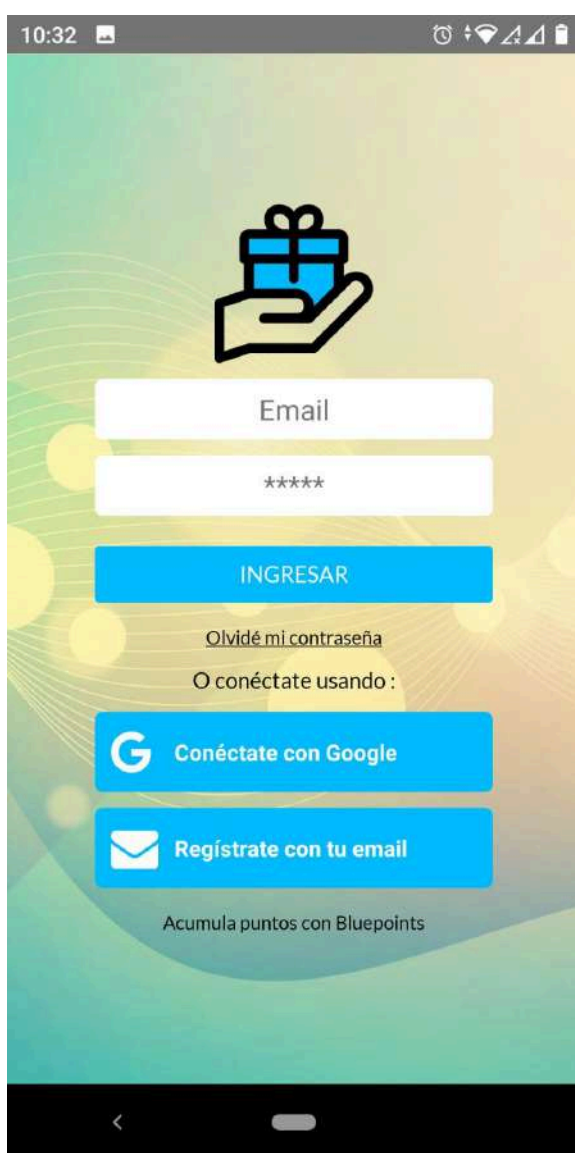 10:32
Email
*****
INGRESAR
Olvidé mi contraseña
O conéctate usando :
G Conéctate con Google
Regístrate con tu email
Acumula puntos con Bluepoints